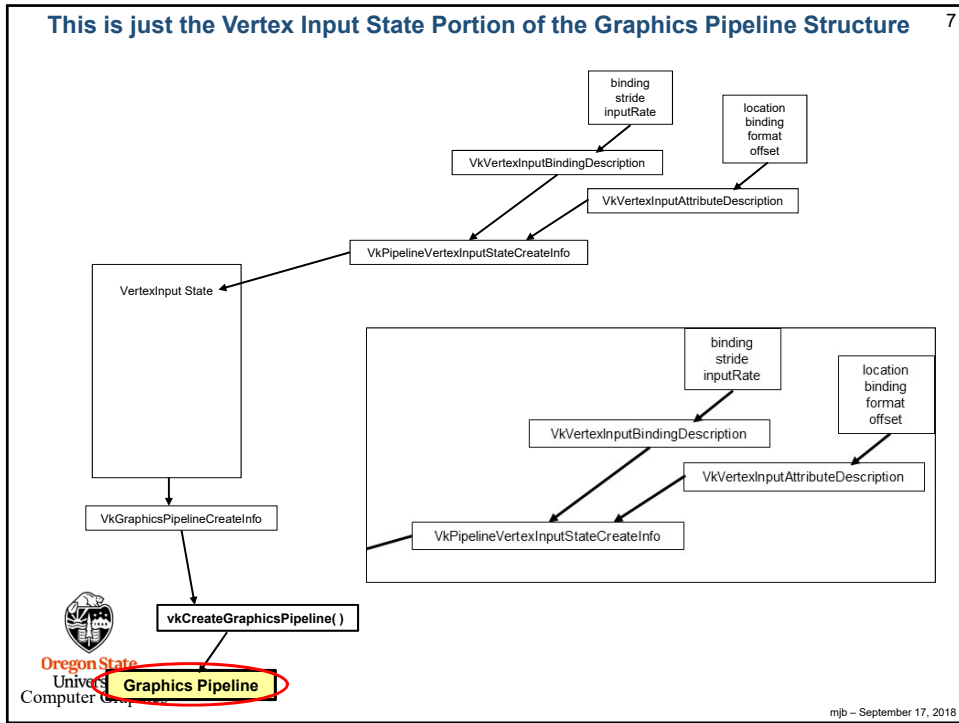 This is just the Vertex Input State Portion of the Graphics Pipeline Structure
7
binding
stride
inputRate
location
binding
format
offset
VkVertexInputBindingDescription
VkVertexInputAttributeDescription
VkPipelineVertexInputStateCreateInfo
VertexInput State
binding
stride
inputRate
location
binding
format
offset
VkVertexInputBindingDescription
VkVertexInputAttributeDescription
VkPipelineVertexInputStateCreateInfo
VkGraphicsPipelineCreateInfo
vkCreateGraphicsPipeline( )
Oregon State
Univers
Graphics Pipeline
Computer
mjb – September 17, 2018